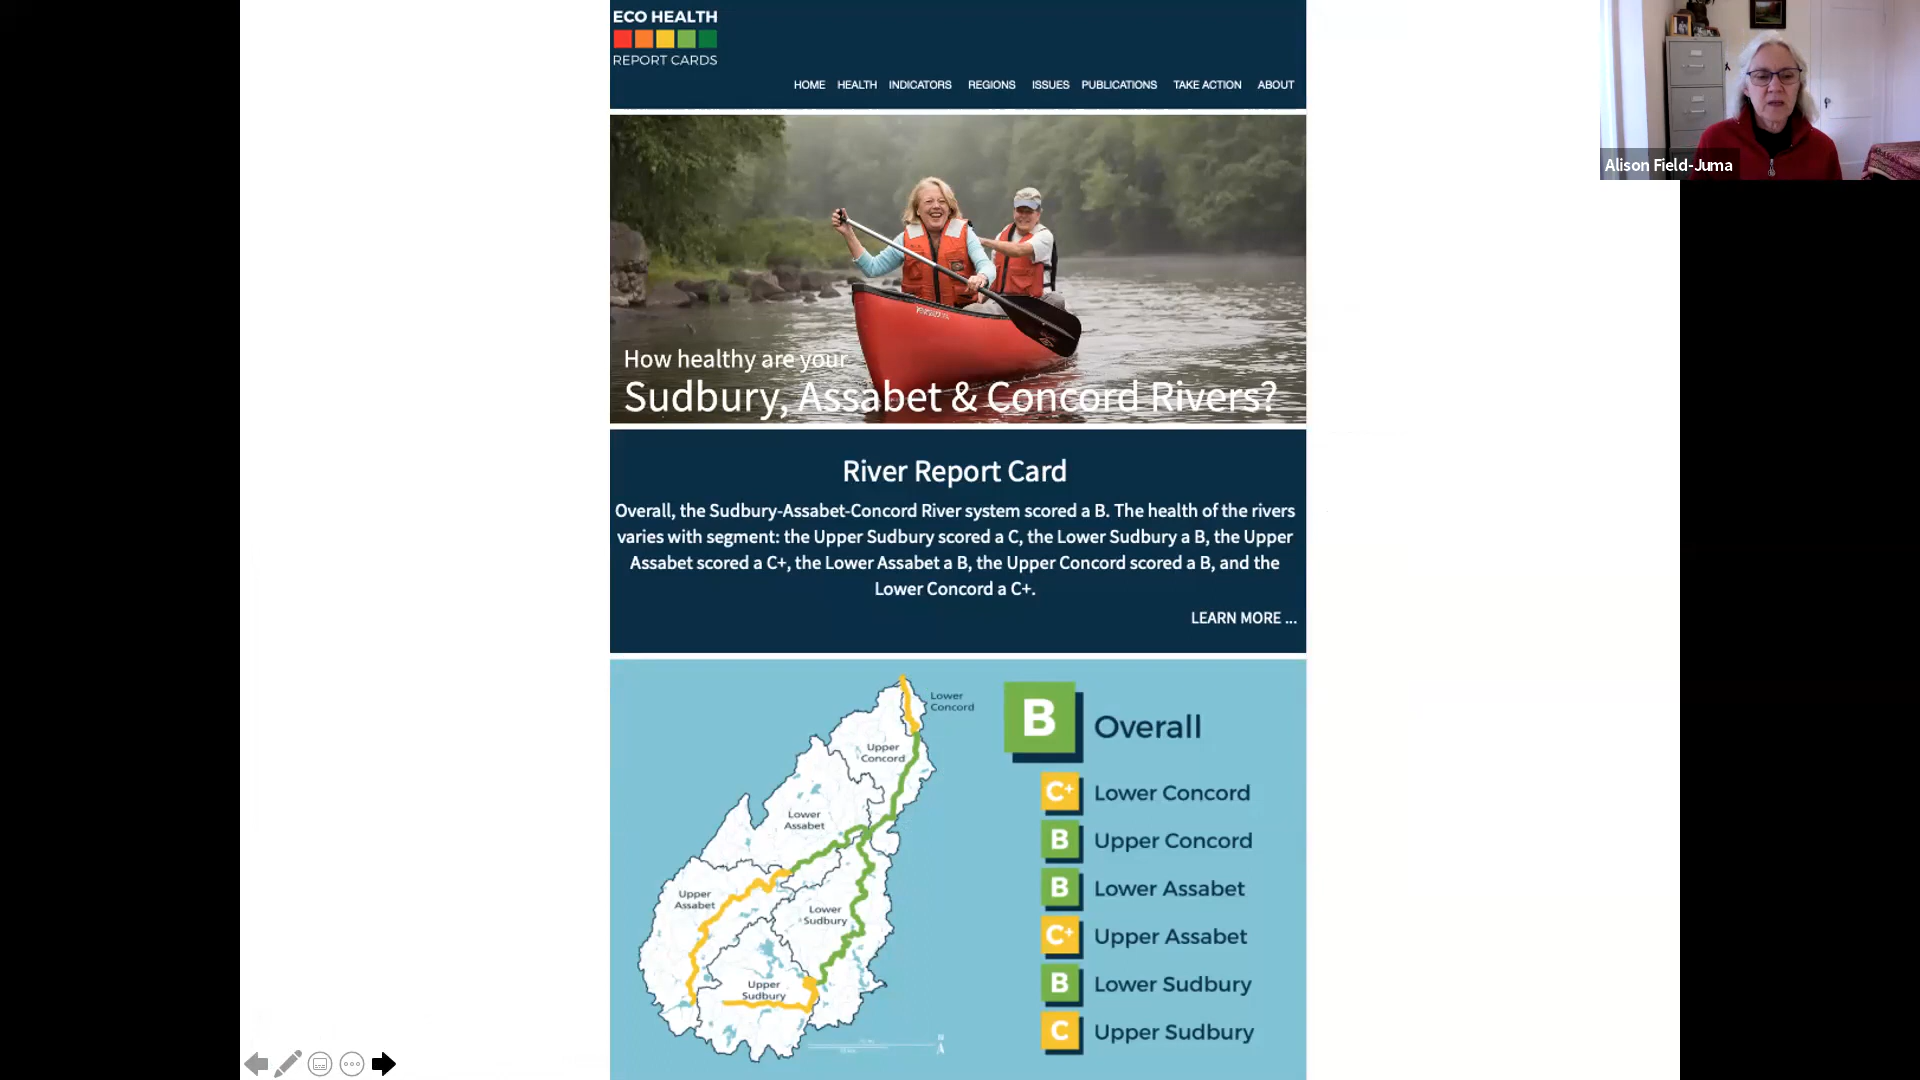 ECO HEALTH
REPORT CARDS
HOME HEALTH INDICATORS REGIONS ISSUES PUBLICATIONS TAKE ACTION ABOUT
Alison Field-Juma
How healthy are your
Sudbury, Assabet & Concord Rivers?
River Report Card
Overall, the Sudbury-Assabet-Concord River system scored a B. The health of the rivers
varies with segment: the Upper Sudbury scored a C, the Lower Sudbury a B, the Upper
Assabet scored a C+, the Lower Assabet a B, the Upper Concord scored a B, and the
Lower Concord a C+.
LEARN MORE ...
Lower
Concord
Upper
Concord
Lower
Assabet
Upper
Assabet
Lower
Sudbury
Upper
Sudbury
N
B Overall
C+ Lower Concord
B Upper Concord
B Lower Assabet
C+ Upper Assabet
B Lower Sudbury
C Upper Sudbury